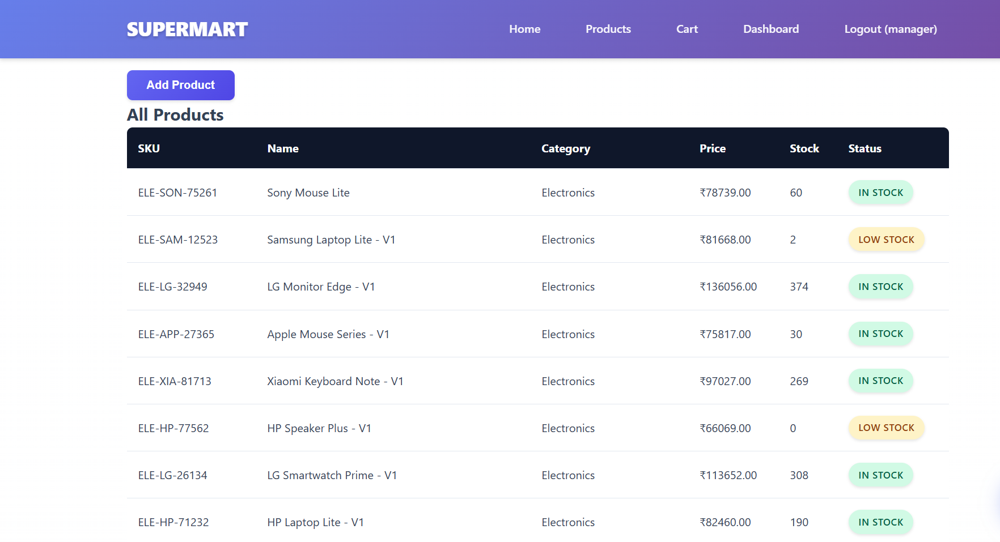 SUPERMART Home Products Cart Dashboard Logout (manager)
Add Product
All Products
SKU Name Category Price Stock Status
ELE-SON-75261 Sony Mouse Lite Electronics ₹78739.00 60 IN STOCK
ELE-SAM-12523 Samsung Laptop Lite - V1 Electronics ₹81668.00 2 LOW STOCK
ELE-LG-32949 LG Monitor Edge - V1 Electronics ₹136056.00 374 IN STOCK
ELE-APP-27365 Apple Mouse Series - V1 Electronics ₹75817.00 30 IN STOCK
ELE-XIA-81713 Xiaomi Keyboard Note - V1 Electronics ₹97027.00 269 IN STOCK
ELE-HP-77562 HP Speaker Plus - V1 Electronics ₹66069.00 0 LOW STOCK
ELE-LG-26134 LG Smartwatch Prime - V1 Electronics ₹113652.00 308 IN STOCK
ELE-HP-71232 HP Laptop Lite - V1 Electronics ₹82460.00 190 IN STOCK